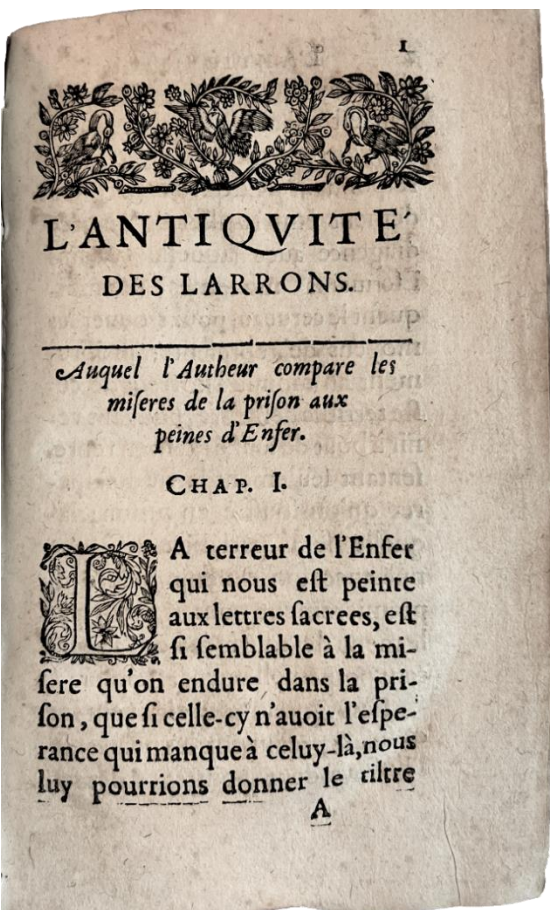 1
L'ANTIQVITE'
DES LARRONS.
Auquel l'Autheur compare les
miſeres de la priſon aux
peines d'Enfer.
CHAP. I.
LA terreur de l'Enfer
qui nous eſt peinte
aux lettres ſacrees, eſt
ſi ſemblable à la mi-
ſere qu'on endure dans la pri-
ſon, que ſi celle-cy n'auoit l'eſpe-
rance qui manque à celuy-là, nous
luy pourrions donner le tiltre
A